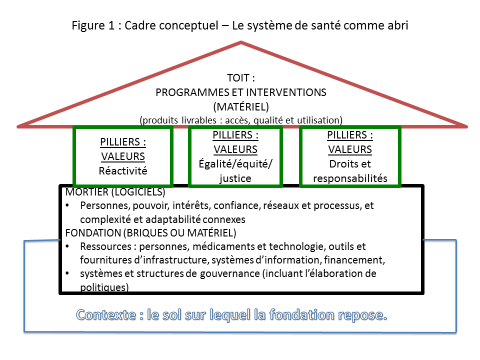 Figure 1 : Cadre conceptuel – Le système de santé comme abri
TOIT :
PROGRAMMES ET INTERVENTIONS
(MATÉRIEL)
(produits livrables : accès, qualité et utilisation)
PILLIERS :
VALEURS
Réactivité
PILLIERS :
VALEURS
Égalité/équité/
justice
PILLIERS :
VALEURS
Droits et
responsabilités
MORTIER (LOGICIELS)
• Personnes, pouvoir, intérêts, confiance, réseaux et processus, et
complexité et adaptabilité connexes
FONDATION (BRIQUES OU MATÉRIEL)
• Ressources : personnes, médicaments et technologie, outils et
fournitures d’infrastructure, systèmes d’information, financement,
• systèmes et structures de gouvernance (incluant l’élaboration de
politiques)
Contexte : le sol sur lequel la fondation repose.